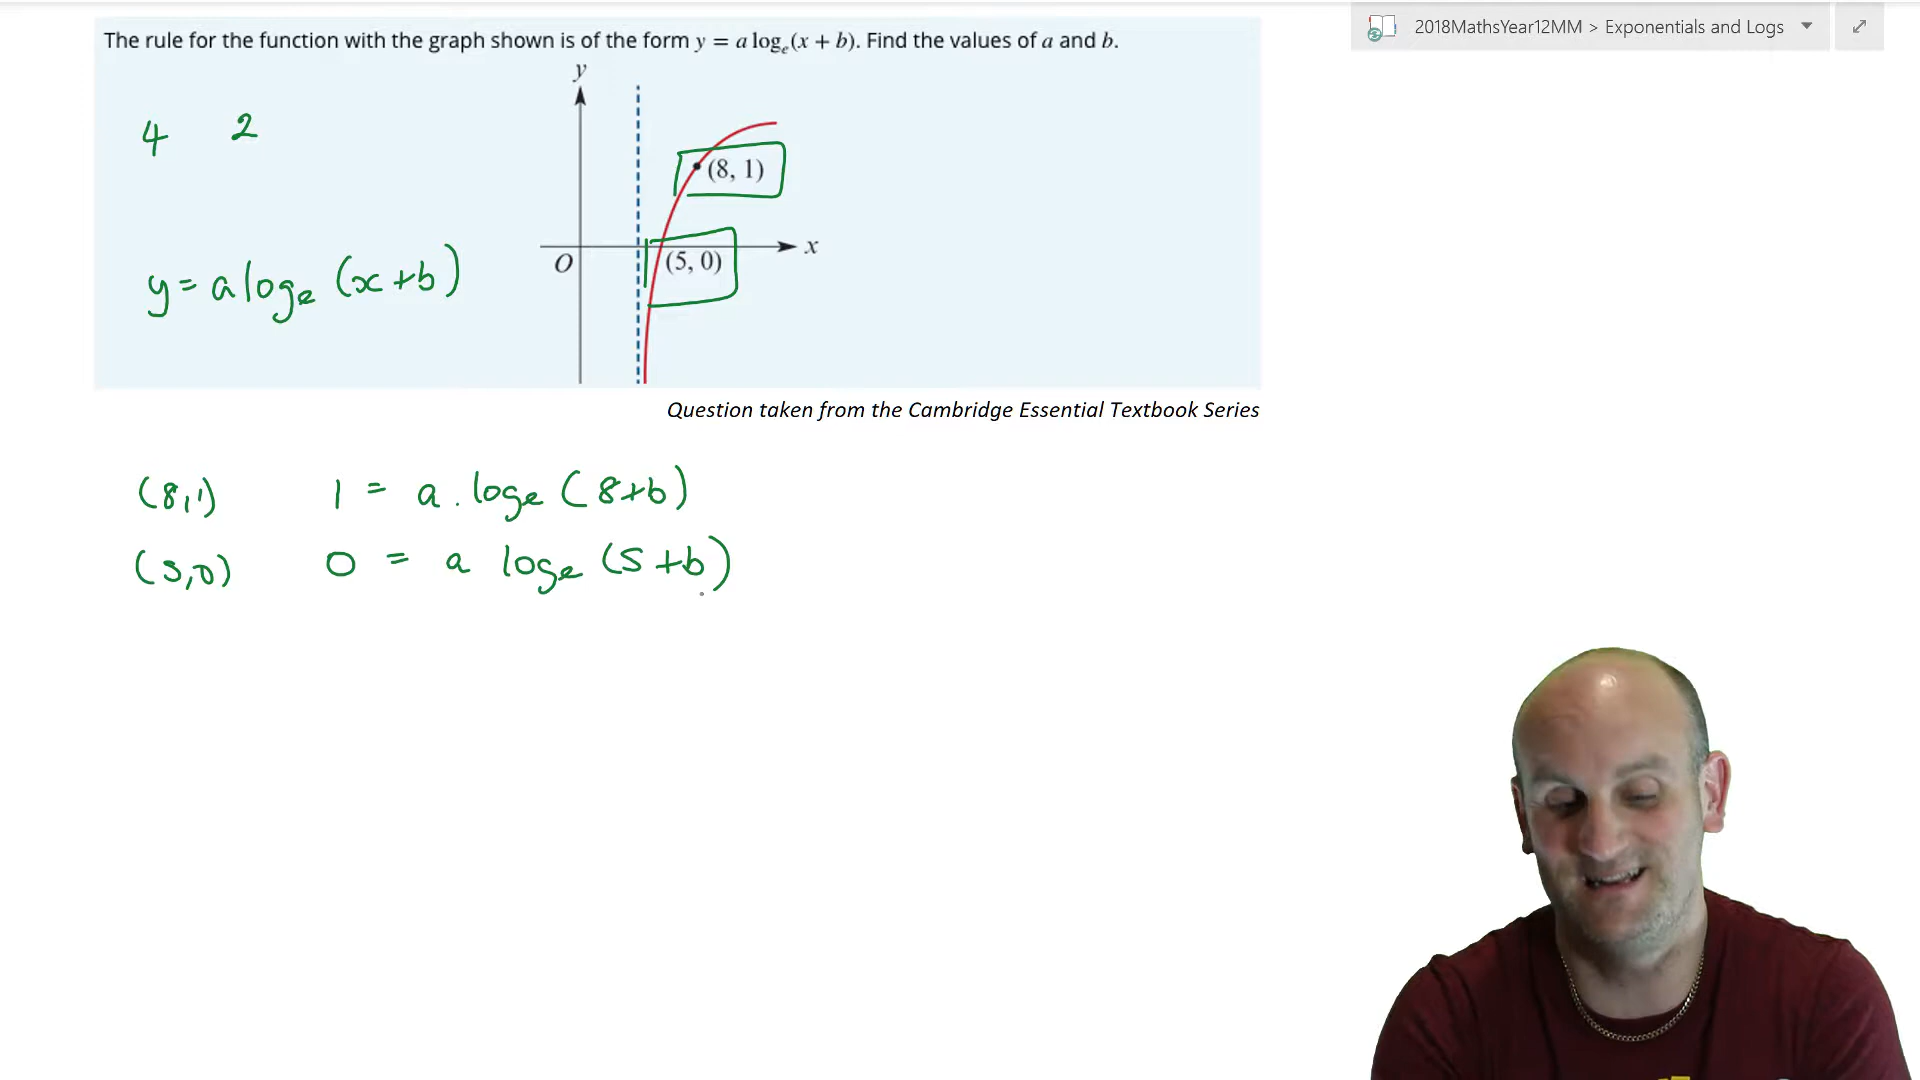 The rule for the function with the graph shown is of the form y = a logₑ(x + b). Find the values of a and b.
2018MathsYear12MM > Exponentials and Logs
y
4 2
(8, 1)
x
O
(5, 0)
y = a logₑ (x + b)
Question taken from the Cambridge Essential Textbook Series
(8,1) 1 = a . logₑ (8+b)
(5,0) 0 = a logₑ (5+b)